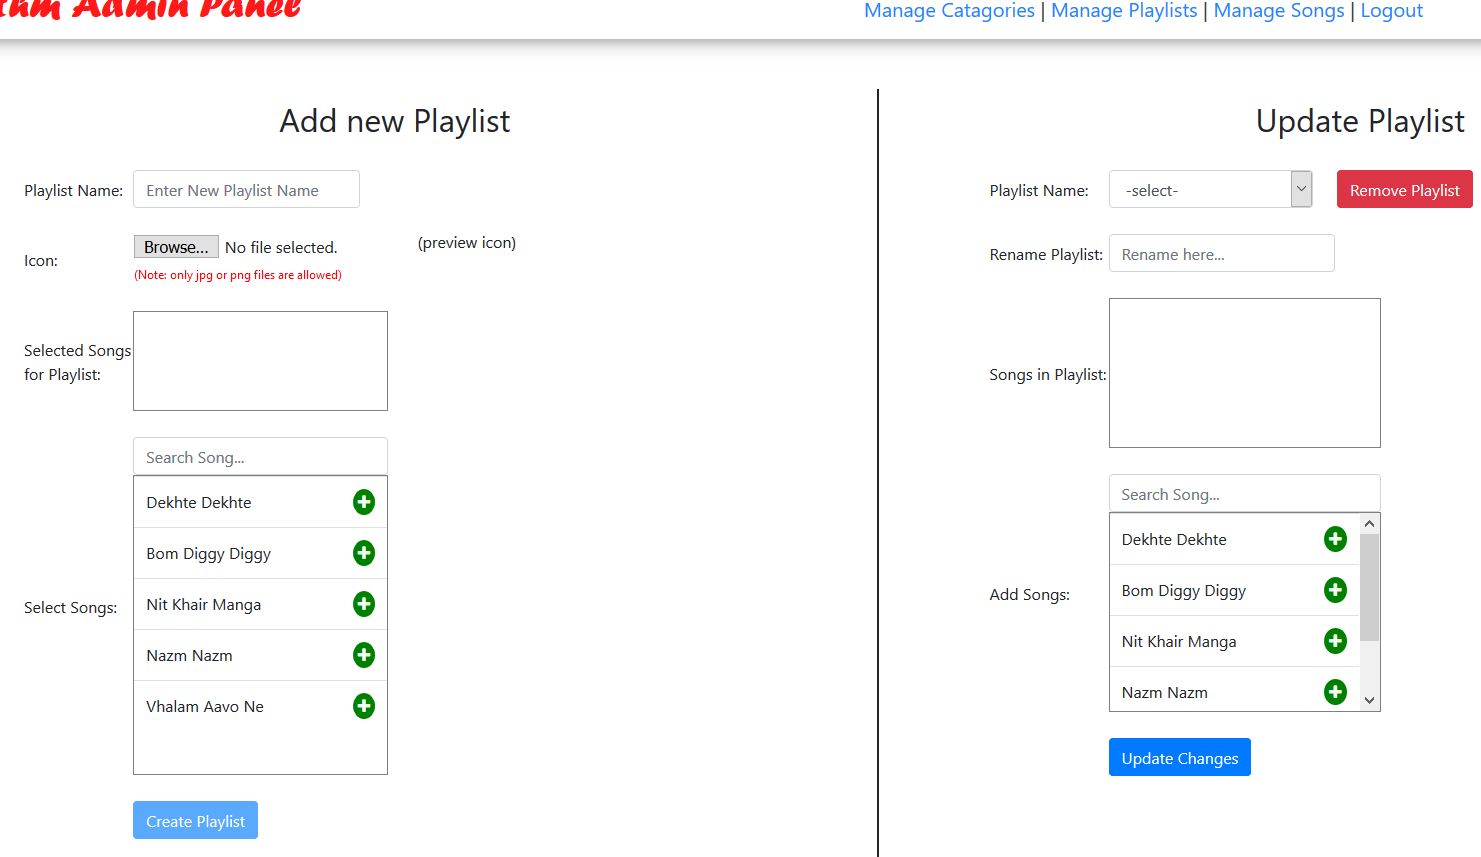 Admin Panel
Manage Catagories | Manage Playlists | Manage Songs | Logout
Add new Playlist
Playlist Name:
Enter New Playlist Name
Icon:
Browse... No file selected.
(preview icon)
(Note: only jpg or png files are allowed)
Selected Songs
for Playlist:
Search Song...
Select Songs:
Dekhte Dekhte
Bom Diggy Diggy
Nit Khair Manga
Nazm Nazm
Vhalam Aavo Ne
Create Playlist
Update Playlist
Playlist Name:
-select-
Remove Playlist
Rename Playlist:
Rename here...
Songs in Playlist:
Search Song...
Add Songs:
Dekhte Dekhte
Bom Diggy Diggy
Nit Khair Manga
Nazm Nazm
Update Changes